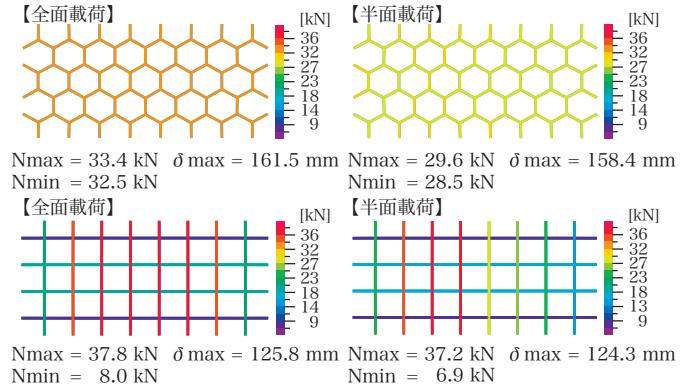 【全面載荷】
[kN]
36
32
27
23
18
14
9
Nmax = 33.4 kN δmax = 161.5 mm
Nmin = 32.5 kN
【半面載荷】
[kN]
36
32
27
23
18
14
9
Nmax = 29.6 kN δmax = 158.4 mm
Nmin = 28.5 kN
【全面載荷】
[kN]
36
32
27
23
18
14
9
Nmax = 37.8 kN δmax = 125.8 mm
Nmin = 8.0 kN
【半面載荷】
[kN]
36
32
27
23
18
14
9
Nmax = 37.2 kN δmax = 124.3 mm
Nmin = 6.9 kN